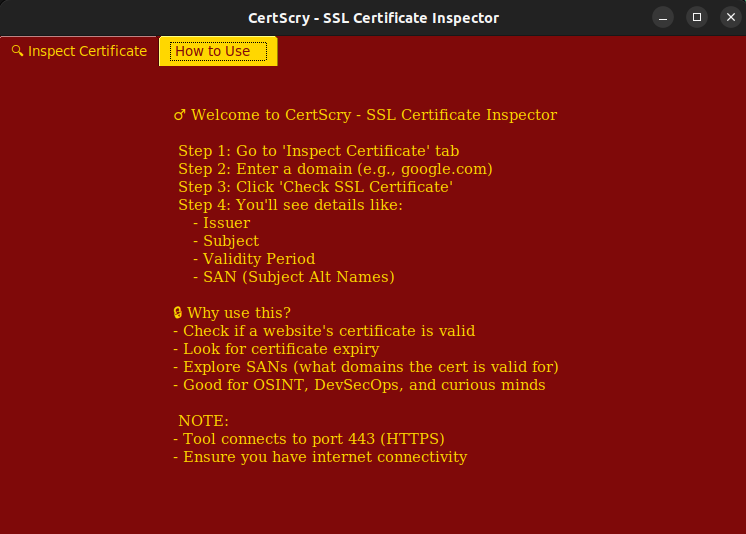 CertScry - SSL Certificate Inspector
🔍 Inspect Certificate
How to Use
♂ Welcome to CertScry - SSL Certificate Inspector
Step 1: Go to 'Inspect Certificate' tab
Step 2: Enter a domain (e.g., google.com)
Step 3: Click 'Check SSL Certificate'
Step 4: You'll see details like:
- Issuer
- Subject
- Validity Period
- SAN (Subject Alt Names)
🔒 Why use this?
- Check if a website's certificate is valid
- Look for certificate expiry
- Explore SANs (what domains the cert is valid for)
- Good for OSINT, DevSecOps, and curious minds
NOTE:
- Tool connects to port 443 (HTTPS)
- Ensure you have internet connectivity